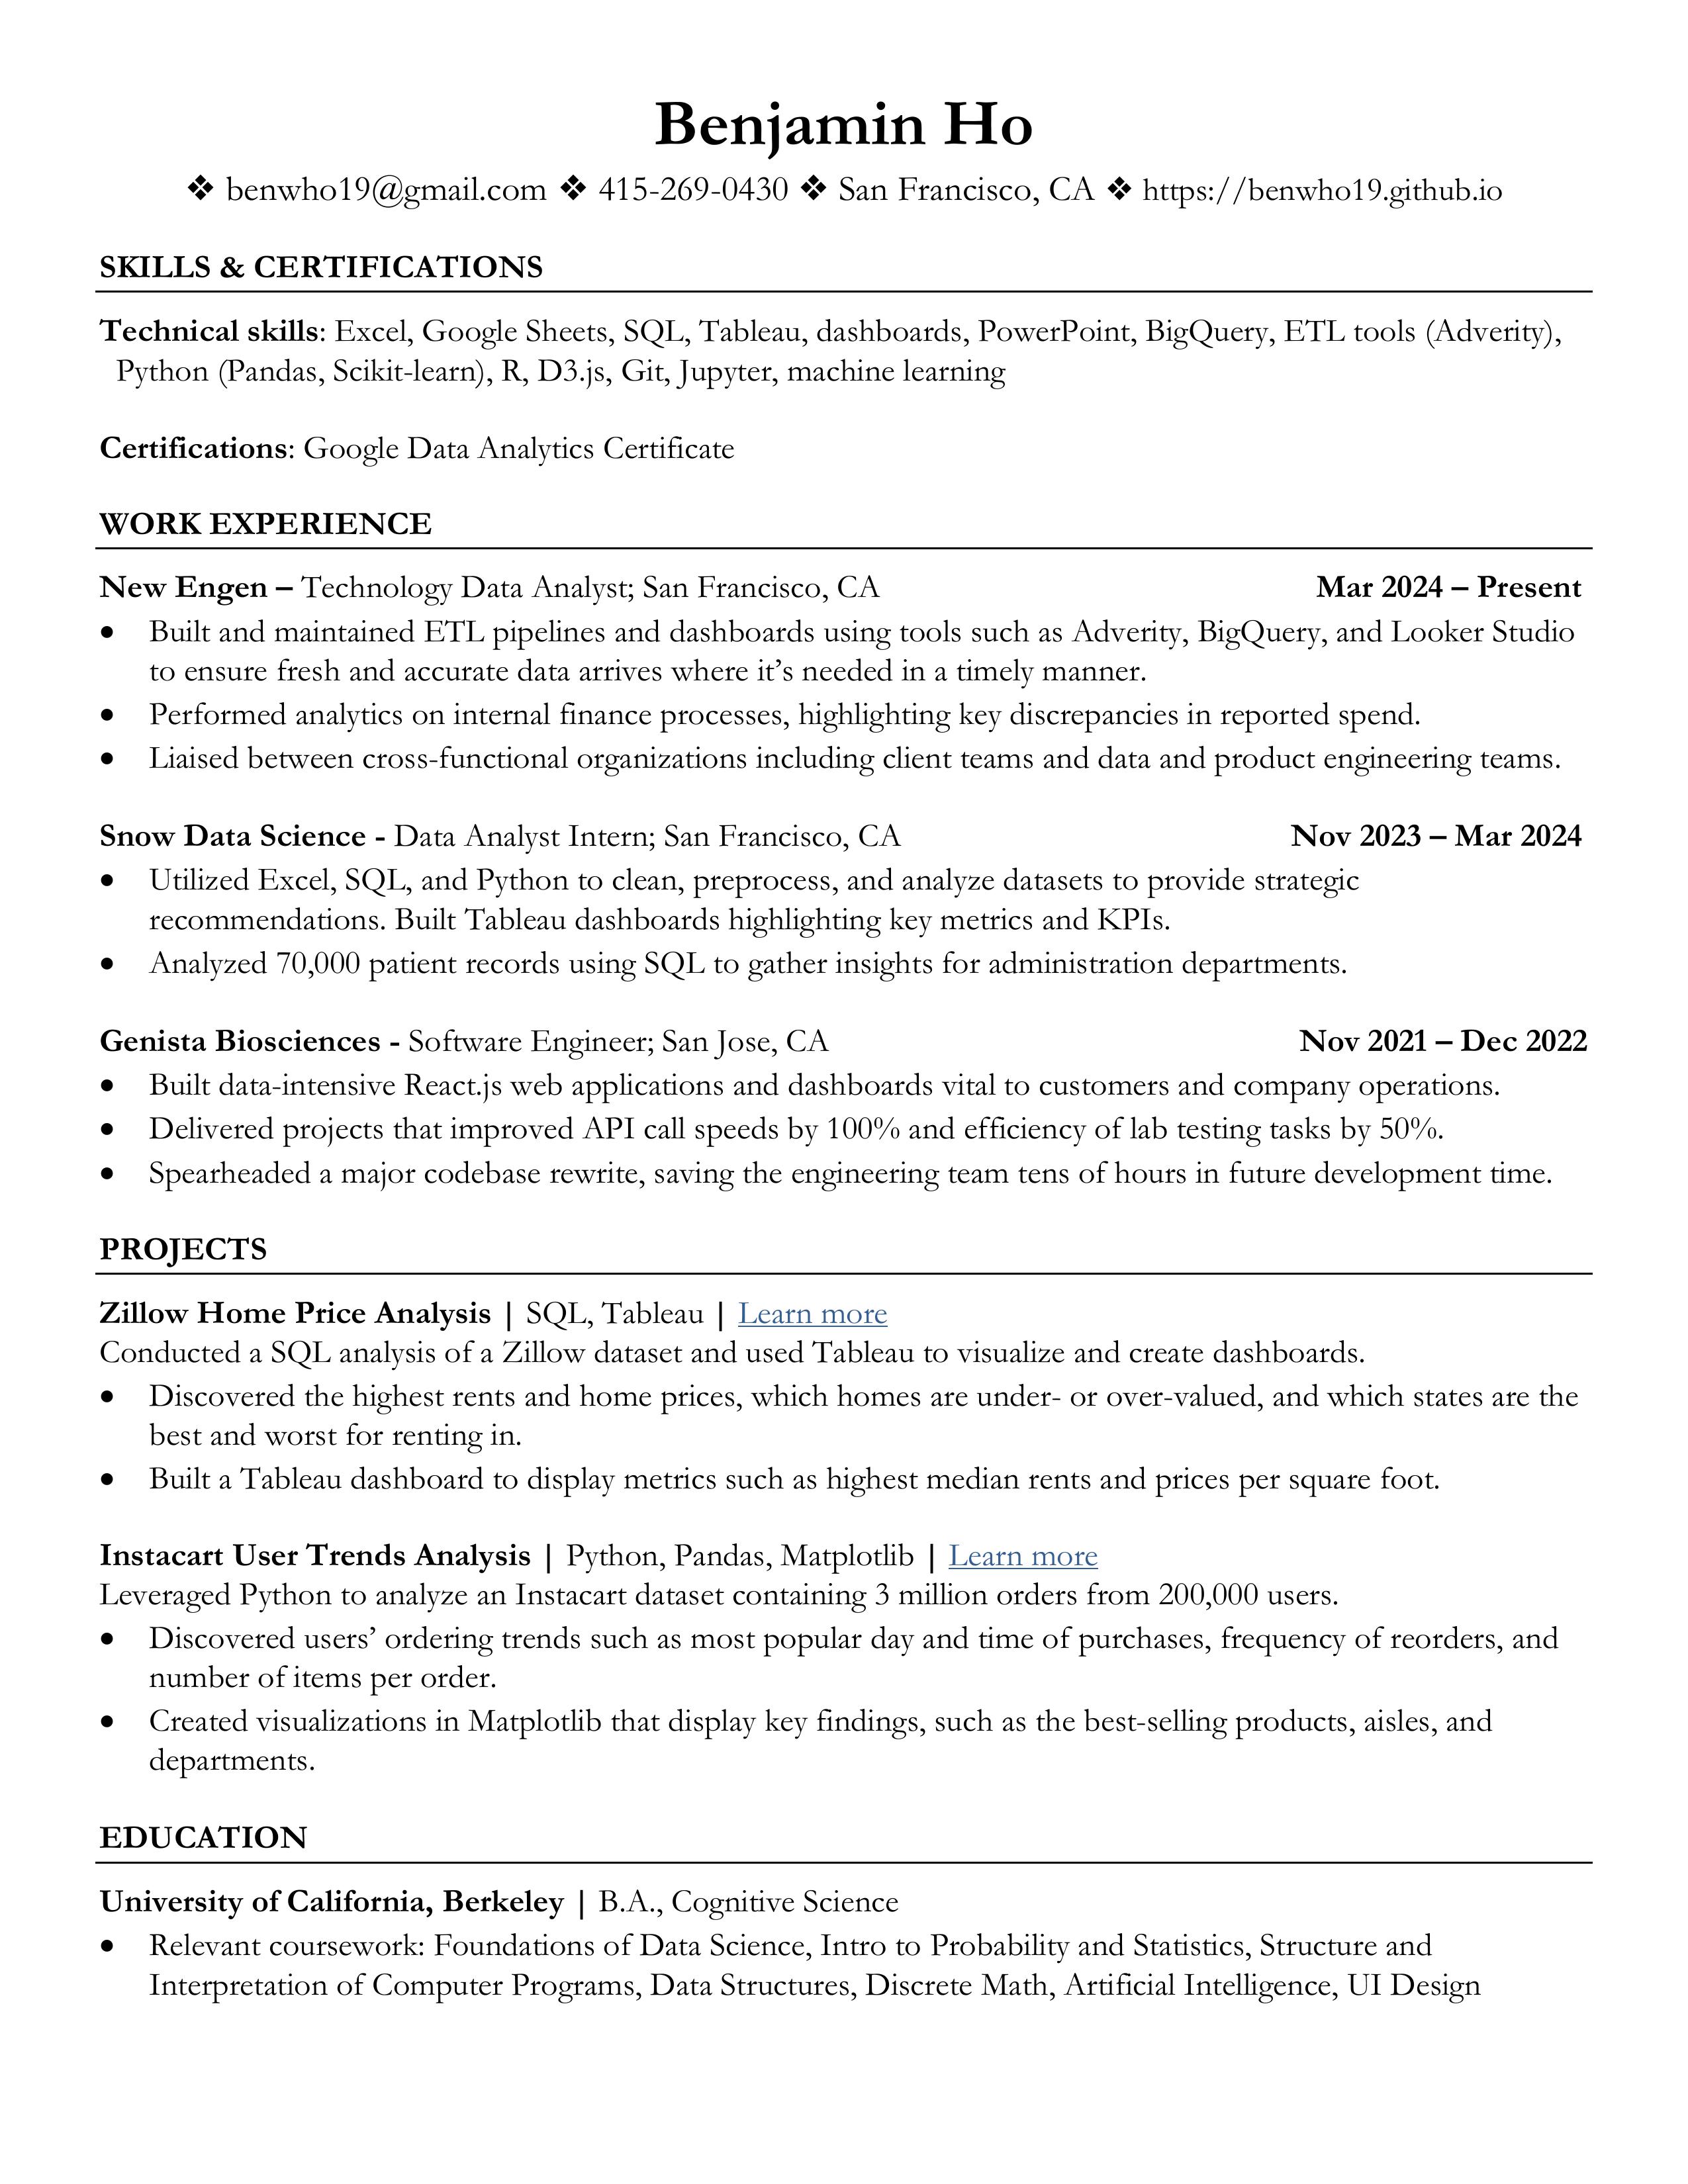 Benjamin Ho
❖ benwho19@gmail.com ❖ 415-269-0430 ❖ San Francisco, CA ❖ https://benwho19.github.io
SKILLS & CERTIFICATIONS
Technical skills: Excel, Google Sheets, SQL, Tableau, dashboards, PowerPoint, BigQuery, ETL tools (Adverity),
Python (Pandas, Scikit-learn), R, D3.js, Git, Jupyter, machine learning
Certifications: Google Data Analytics Certificate
WORK EXPERIENCE
New Engen – Technology Data Analyst; San Francisco, CA Mar 2024 – Present
• Built and maintained ETL pipelines and dashboards using tools such as Adverity, BigQuery, and Looker Studio
to ensure fresh and accurate data arrives where it’s needed in a timely manner.
• Performed analytics on internal finance processes, highlighting key discrepancies in reported spend.
• Liaised between cross-functional organizations including client teams and data and product engineering teams.
Snow Data Science - Data Analyst Intern; San Francisco, CA Nov 2023 – Mar 2024
• Utilized Excel, SQL, and Python to clean, preprocess, and analyze datasets to provide strategic
recommendations. Built Tableau dashboards highlighting key metrics and KPIs.
• Analyzed 70,000 patient records using SQL to gather insights for administration departments.
Genista Biosciences - Software Engineer; San Jose, CA Nov 2021 – Dec 2022
• Built data-intensive React.js web applications and dashboards vital to customers and company operations.
• Delivered projects that improved API call speeds by 100% and efficiency of lab testing tasks by 50%.
• Spearheaded a major codebase rewrite, saving the engineering team tens of hours in future development time.
PROJECTS
Zillow Home Price Analysis | SQL, Tableau | Learn more
Conducted a SQL analysis of a Zillow dataset and used Tableau to visualize and create dashboards.
• Discovered the highest rents and home prices, which homes are under- or over-valued, and which states are the
best and worst for renting in.
• Built a Tableau dashboard to display metrics such as highest median rents and prices per square foot.
Instacart User Trends Analysis | Python, Pandas, Matplotlib | Learn more
Leveraged Python to analyze an Instacart dataset containing 3 million orders from 200,000 users.
• Discovered users’ ordering trends such as most popular day and time of purchases, frequency of reorders, and
number of items per order.
• Created visualizations in Matplotlib that display key findings, such as the best-selling products, aisles, and
departments.
EDUCATION
University of California, Berkeley | B.A., Cognitive Science
• Relevant coursework: Foundations of Data Science, Intro to Probability and Statistics, Structure and
Interpretation of Computer Programs, Data Structures, Discrete Math, Artificial Intelligence, UI Design